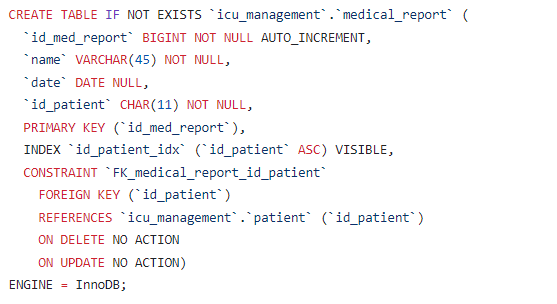 CREATE TABLE IF NOT EXISTS `icu_management`.`medical_report` (
  `id_med_report` BIGINT NOT NULL AUTO_INCREMENT,
  `name` VARCHAR(45) NOT NULL,
  `date` DATE NULL,
  `id_patient` CHAR(11) NOT NULL,
  PRIMARY KEY (`id_med_report`),
  INDEX `id_patient_idx` (`id_patient` ASC) VISIBLE,
  CONSTRAINT `FK_medical_report_id_patient`
    FOREIGN KEY (`id_patient`)
    REFERENCES `icu_management`.`patient` (`id_patient`)
    ON DELETE NO ACTION
    ON UPDATE NO ACTION)
ENGINE = InnoDB;